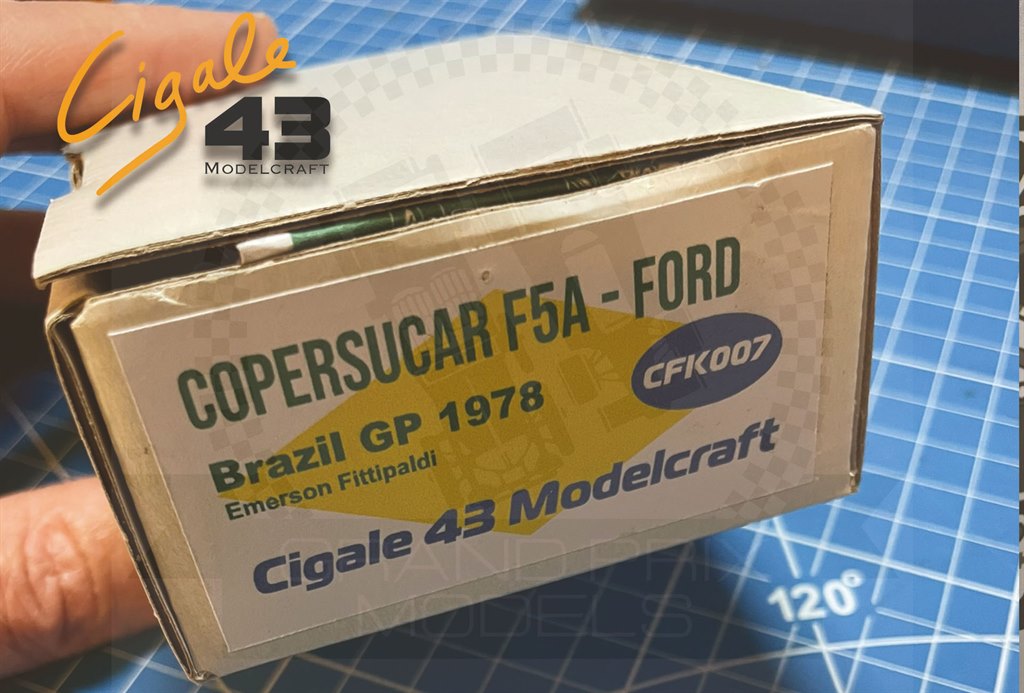 Cigale
43
MODELCRAFT
COPERSUCAR F5A - FORD
CFK007
Brazil GP 1978
Emerson Fittipaldi
Cigale 43 Modelcraft
GRAND PRIX
MODELS
120°